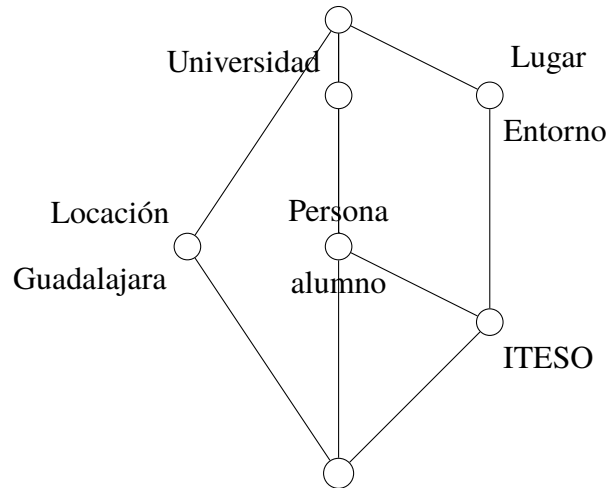 Universidad
Lugar
Entorno
Locación
Persona
Guadalajara
alumno
ITESO